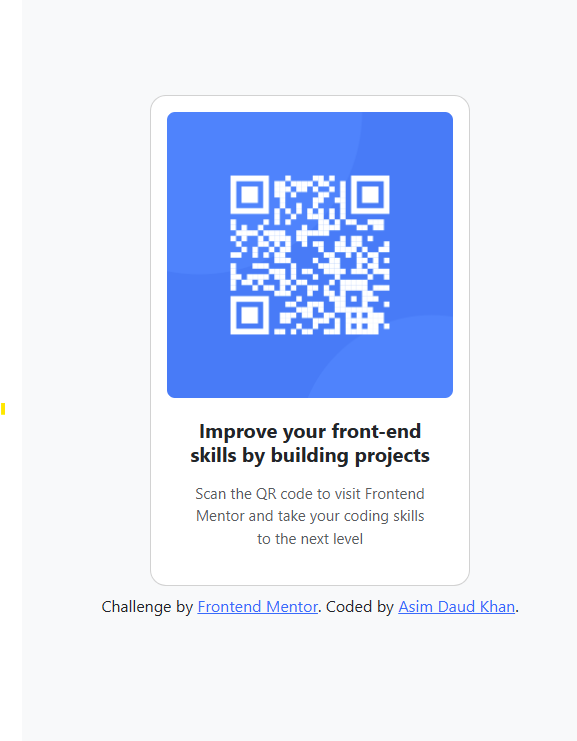 Improve your front-end
skills by building projects
Scan the QR code to visit Frontend
Mentor and take your coding skills
to the next level
Challenge by Frontend Mentor. Coded by Asim Daud Khan.